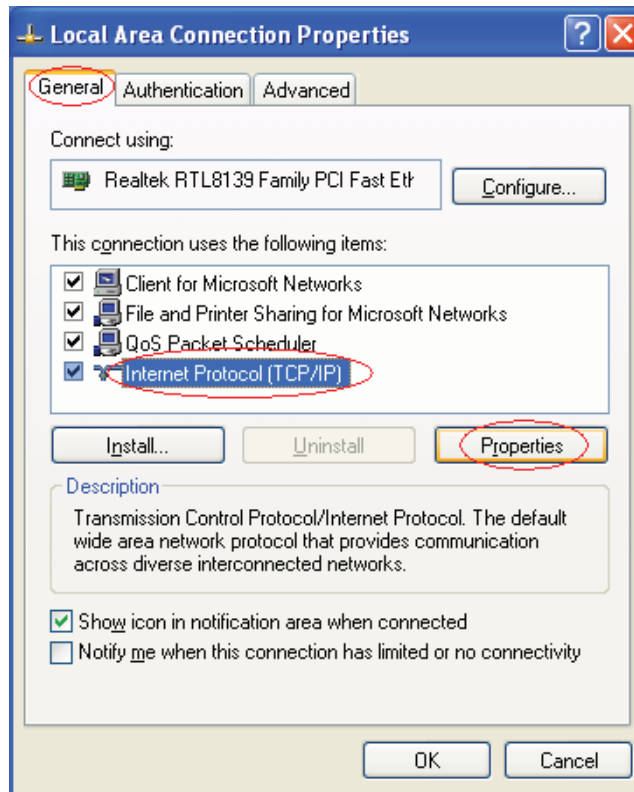 Local Area Connection Properties
General Authentication Advanced
Connect using:
Realtek RTL8139 Family PCI Fast Eth
Configure...
This connection uses the following items:
Client for Microsoft Networks
File and Printer Sharing for Microsoft Networks
QoS Packet Scheduler
Internet Protocol (TCP/IP)
Install... Uninstall Properties
Description
Transmission Control Protocol/Internet Protocol. The default
wide area network protocol that provides communication
across diverse interconnected networks.
Show icon in notification area when connected
Notify me when this connection has limited or no connectivity
OK Cancel